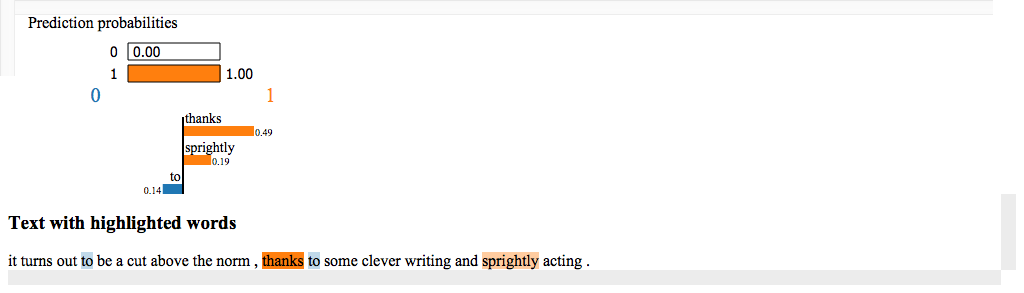 Prediction probabilities
0 0.00
1 1.00
0 1
thanks
0.49
sprightly
0.19
to
0.14
Text with highlighted words
it turns out to be a cut above the norm , thanks to some clever writing and sprightly acting .